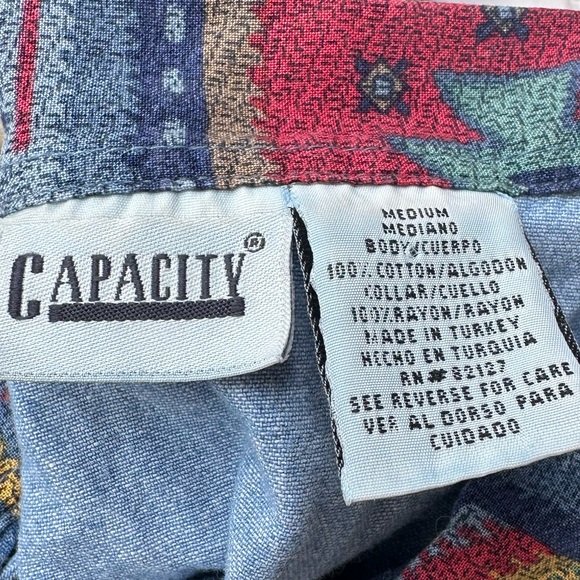 CAPACITY®
MEDIUM
MEDIANO
BODY/CUERPO
100% COTTON/ALGODON
COLLAR/CUELLO
100%RAYON/RAYON
MADE IN TURKEY
HECHO EN TURQUIA
RN#82127
SEE REVERSE FOR CARE
VER AL DORSO PARA
CUIDADO